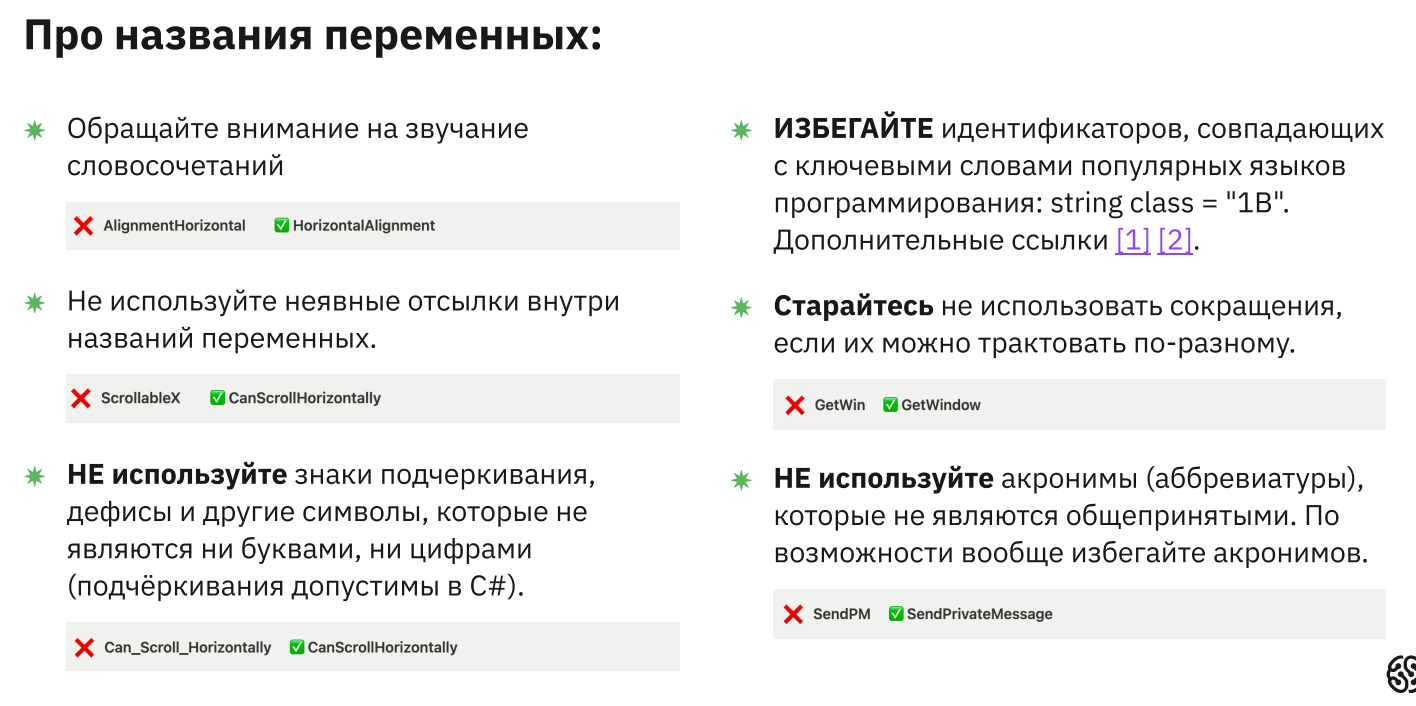 Про названия переменных:
Обращайте внимание на звучание
словосочетаний
❌ AlignmentHorizontal ✅ HorizontalAlignment
Не используйте неявные отсылки внутри
названий переменных.
❌ ScrollableX ✅ CanScrollHorizontally
НЕ используйте знаки подчеркивания,
дефисы и другие символы, которые не
являются ни буквами, ни цифрами
(подчёркивания допустимы в C#).
❌ Can_Scroll_Horizontally ✅ CanScrollHorizontally
ИЗБЕГАЙТЕ идентификаторов, совпадающих
с ключевыми словами популярных языков
программирования: string class = "1B".
Дополнительные ссылки [1] [2].
Старайтесь не использовать сокращения,
если их можно трактовать по-разному.
❌ GetWin ✅ GetWindow
НЕ используйте акронимы (аббревиатуры),
которые не являются общепринятыми. По
возможности вообще избегайте акронимов.
❌ SendPM ✅ SendPrivateMessage